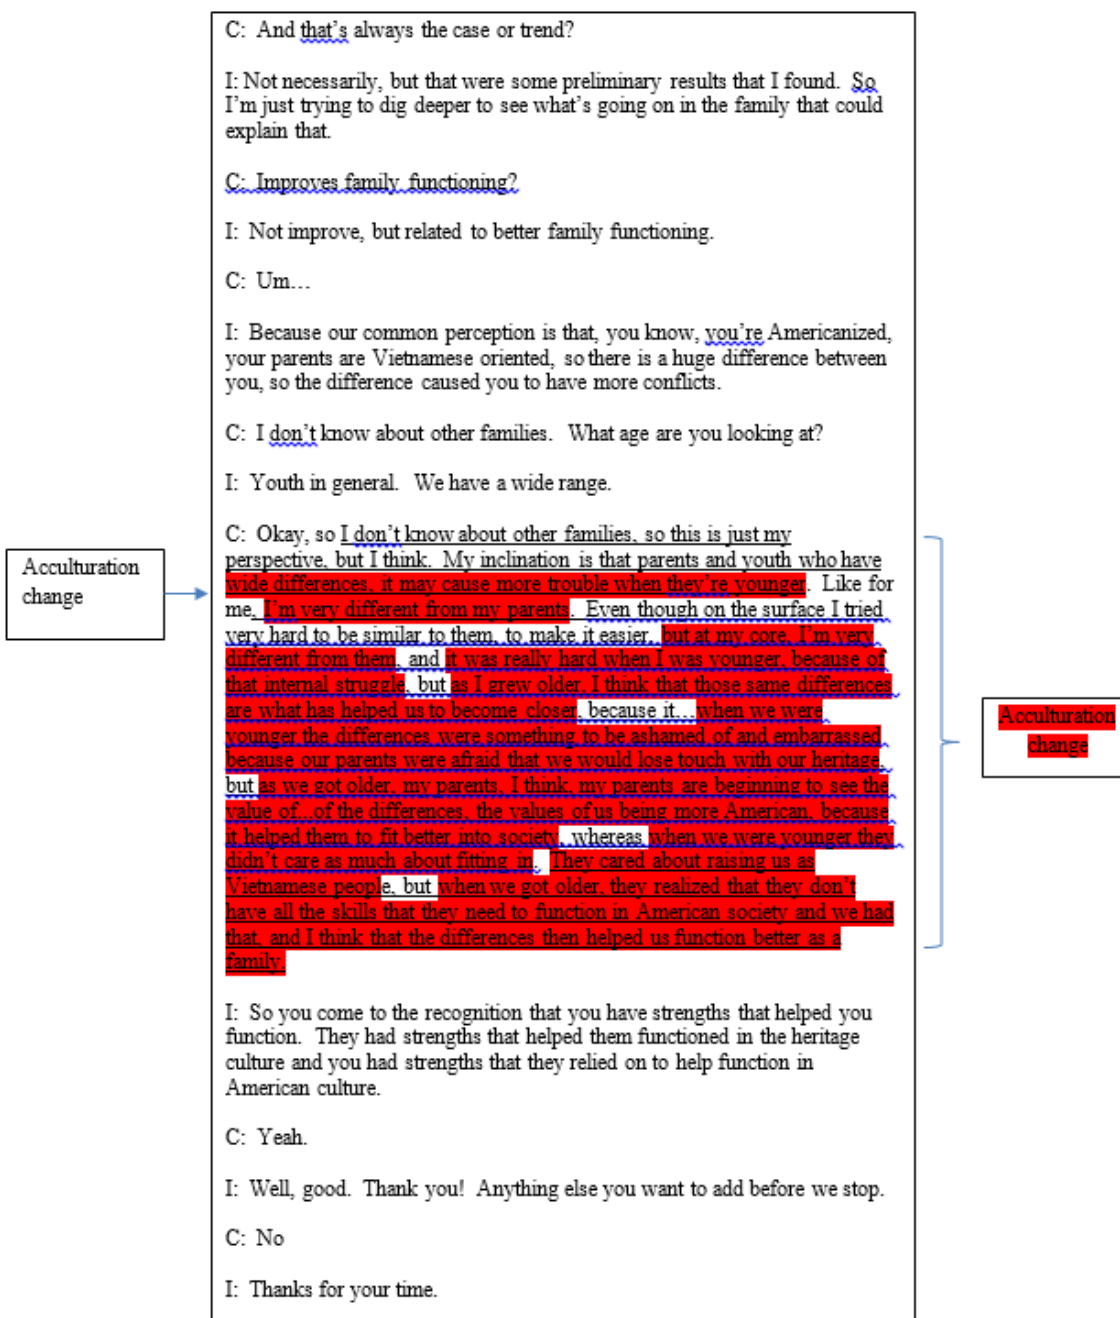 C: And that's always the case or trend?
I: Not necessarily, but that were some preliminary results that I found. So
I'm just trying to dig deeper to see what's going on in the family that could
explain that.
C: Improves family functioning?
I: Not improve, but related to better family functioning.
C: Um…
I: Because our common perception is that, you know, you're Americanized,
your parents are Vietnamese oriented, so there is a huge difference between
you, so the difference caused you to have more conflicts.
C: I don't know about other families. What age are you looking at?
I: Youth in general. We have a wide range.
Acculturation
change
C: Okay, so I don't know about other families, so this is just my
perspective, but I think. My inclination is that parents and youth who have
wide differences, it may cause more trouble when they're younger. Like for
me, I'm very different from my parents. Even though on the surface I tried
very hard to be similar to them, to make it easier, but at my core, I'm very
different from them, and it was really hard when I was younger, because of
that internal struggle, but as I grew older, I think that those same differences
are what has helped us to become closer, because it…when we were
younger the differences were something to be ashamed of and embarrassed
because our parents were afraid that we would lose touch with our heritage,
but as we got older, my parents, I think, my parents are beginning to see the
value of...of the differences, the values of us being more American, because
it helped them to fit better into society, whereas when we were younger they
didn't care as much about fitting in. They cared about raising us as
Vietnamese people, but when we got older, they realized that they don't
have all the skills that they need to function in American society and we had
that, and I think that the differences then helped us function better as a
family.
Acculturation
change
I: So you come to the recognition that you have strengths that helped you
function. They had strengths that helped them functioned in the heritage
culture and you had strengths that they relied on to help function in
American culture.
C: Yeah.
I: Well, good. Thank you! Anything else you want to add before we stop.
C: No
I: Thanks for your time.